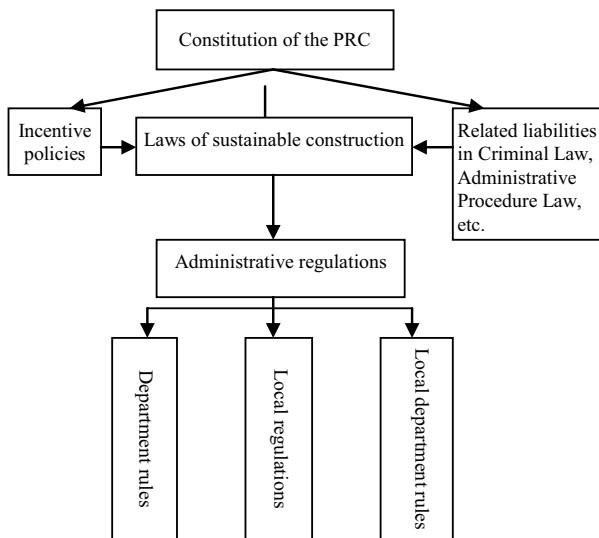 Constitution of the PRC
Incentive
policies
Laws of sustainable construction
Related liabilities
in Criminal Law,
Administrative
Procedure Law,
etc.
Administrative regulations
Department rules
Local regulations
Local department rules